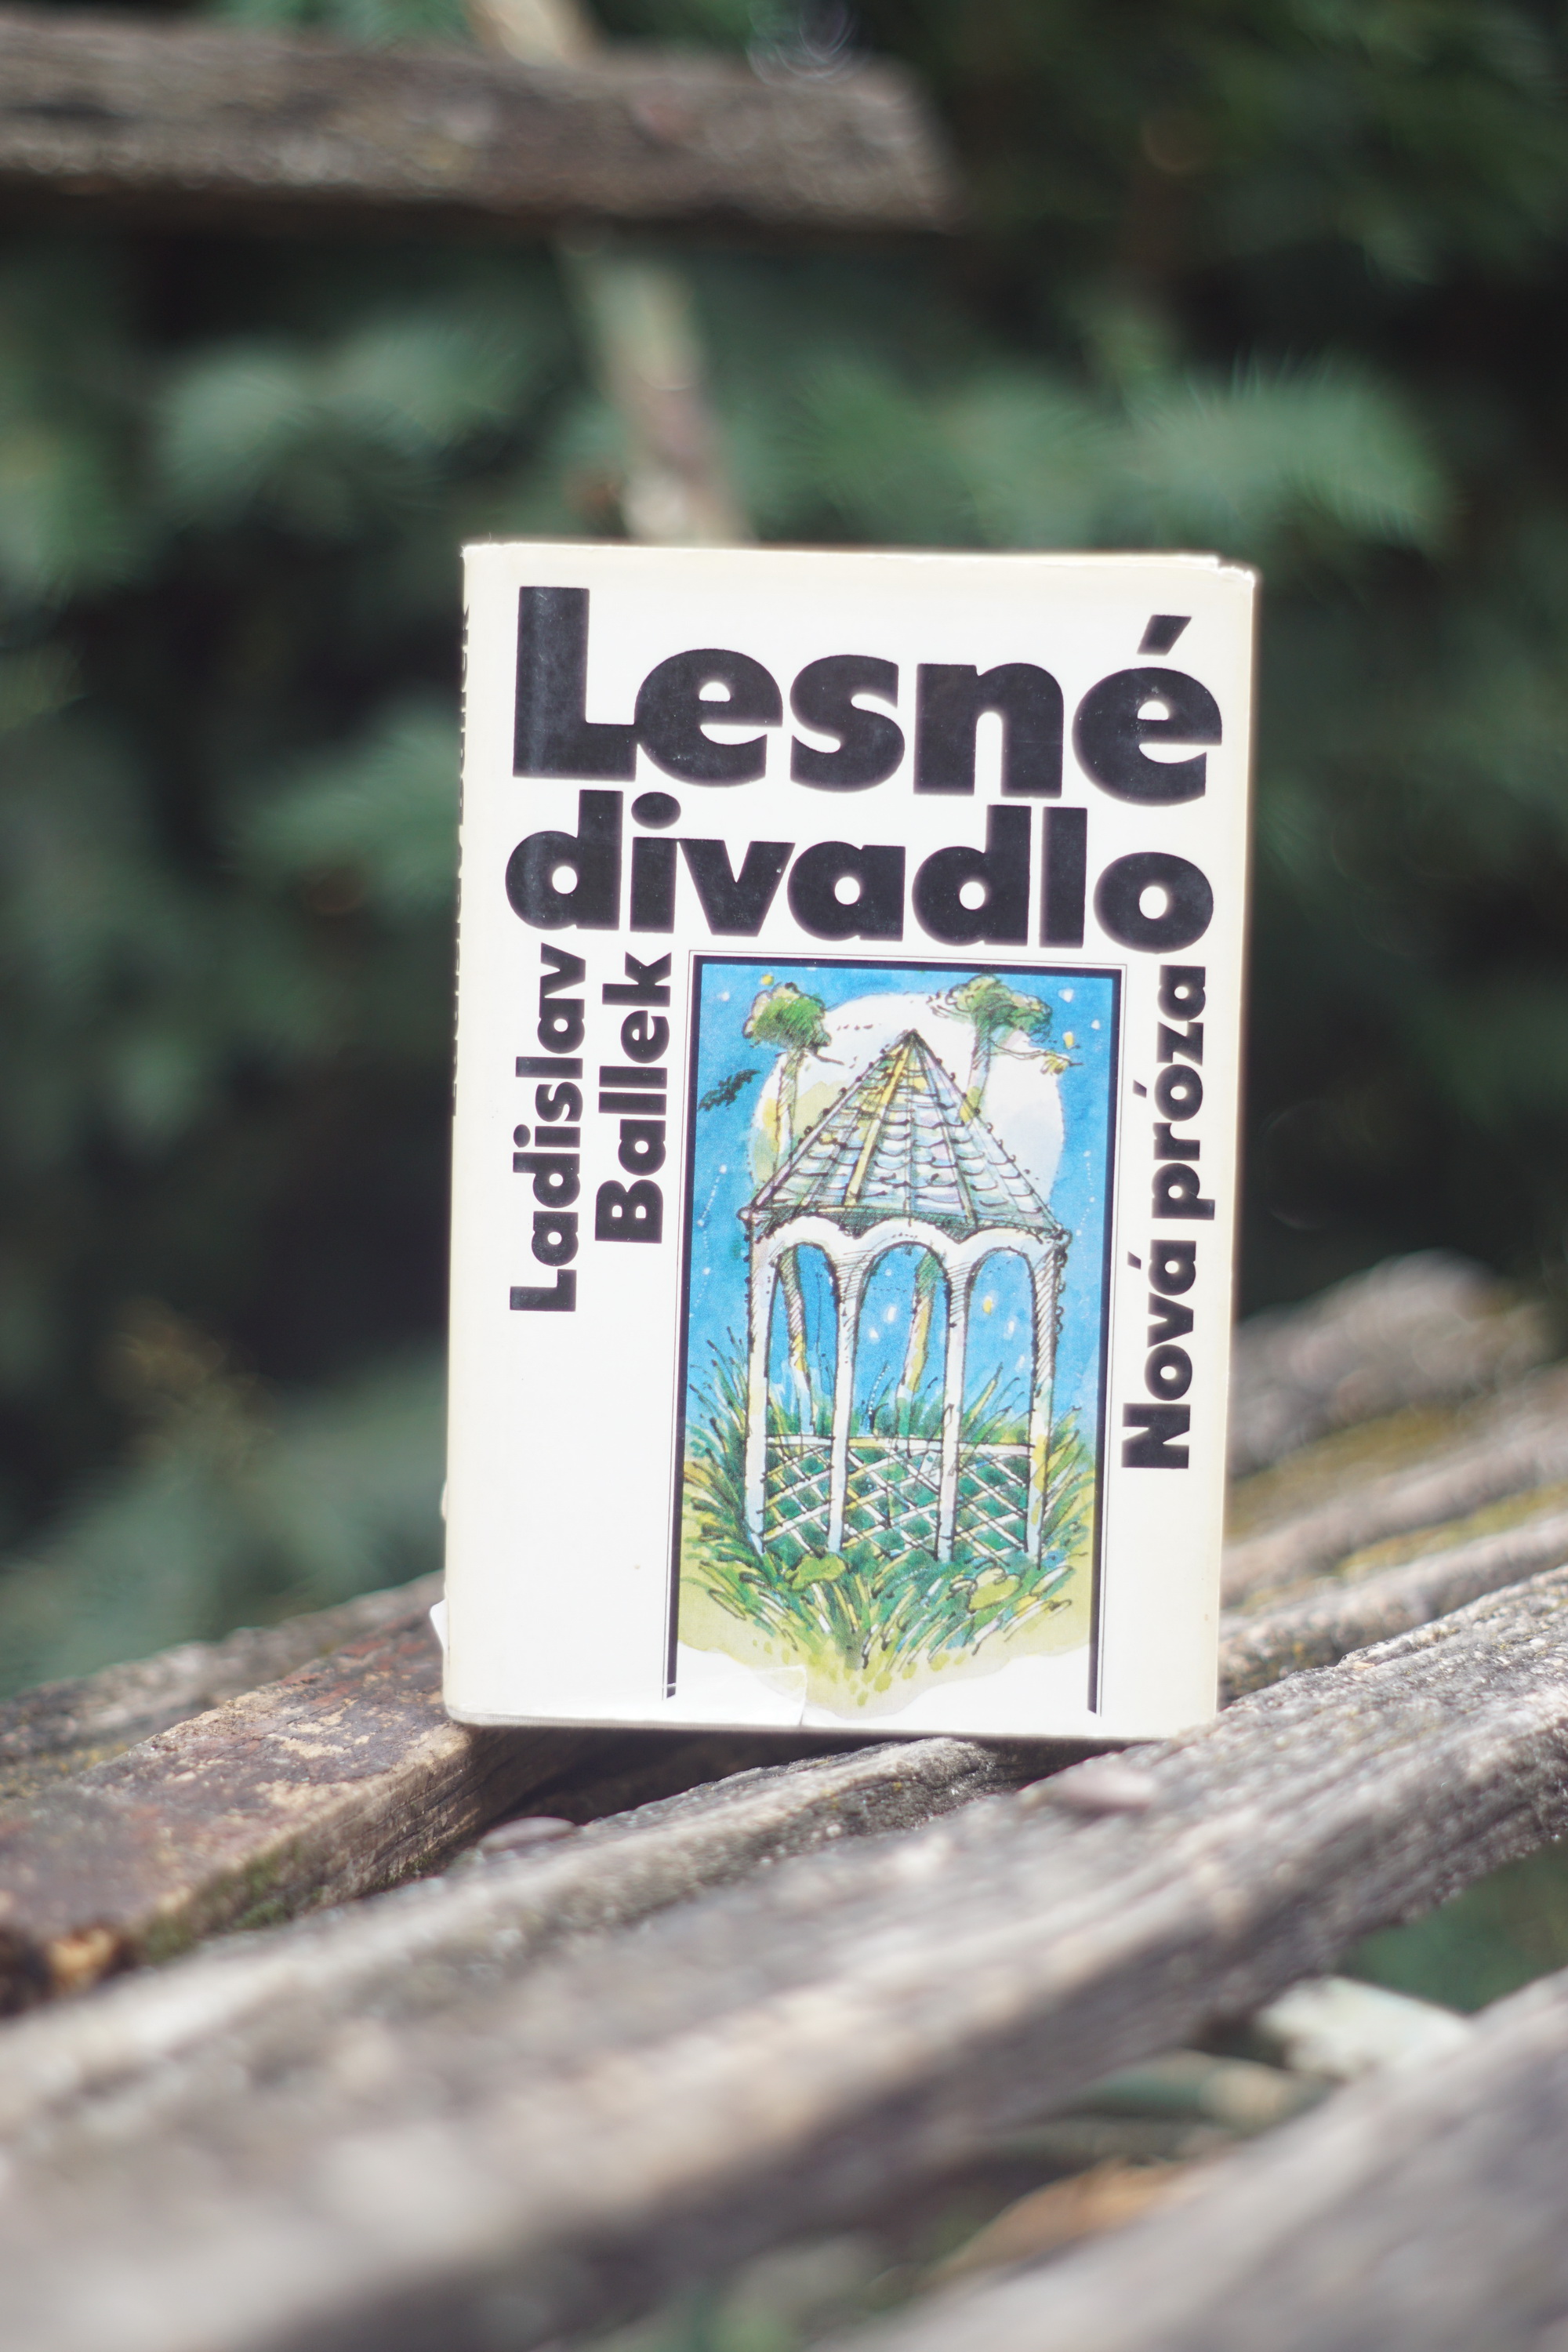 Lesné
divadlo
Ladislav
Ballek
Nová próza